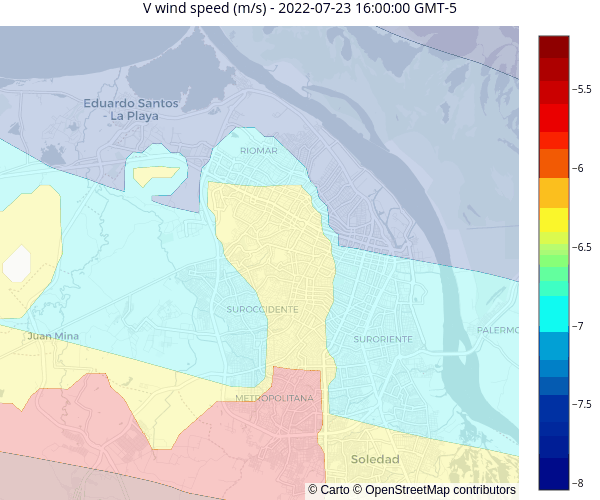 V wind speed (m/s) - 2022-07-23 16:00:00 GMT-5
Eduardo Santos
- La Playa
RIOMAR
SUROCCIDENTE
Juan Mina
SURORIENTE
PALERMO
METROPOLITANA
Soledad
© Carto © OpenStreetMap contributors
−5.5
−6
−6.5
−7
−7.5
−8